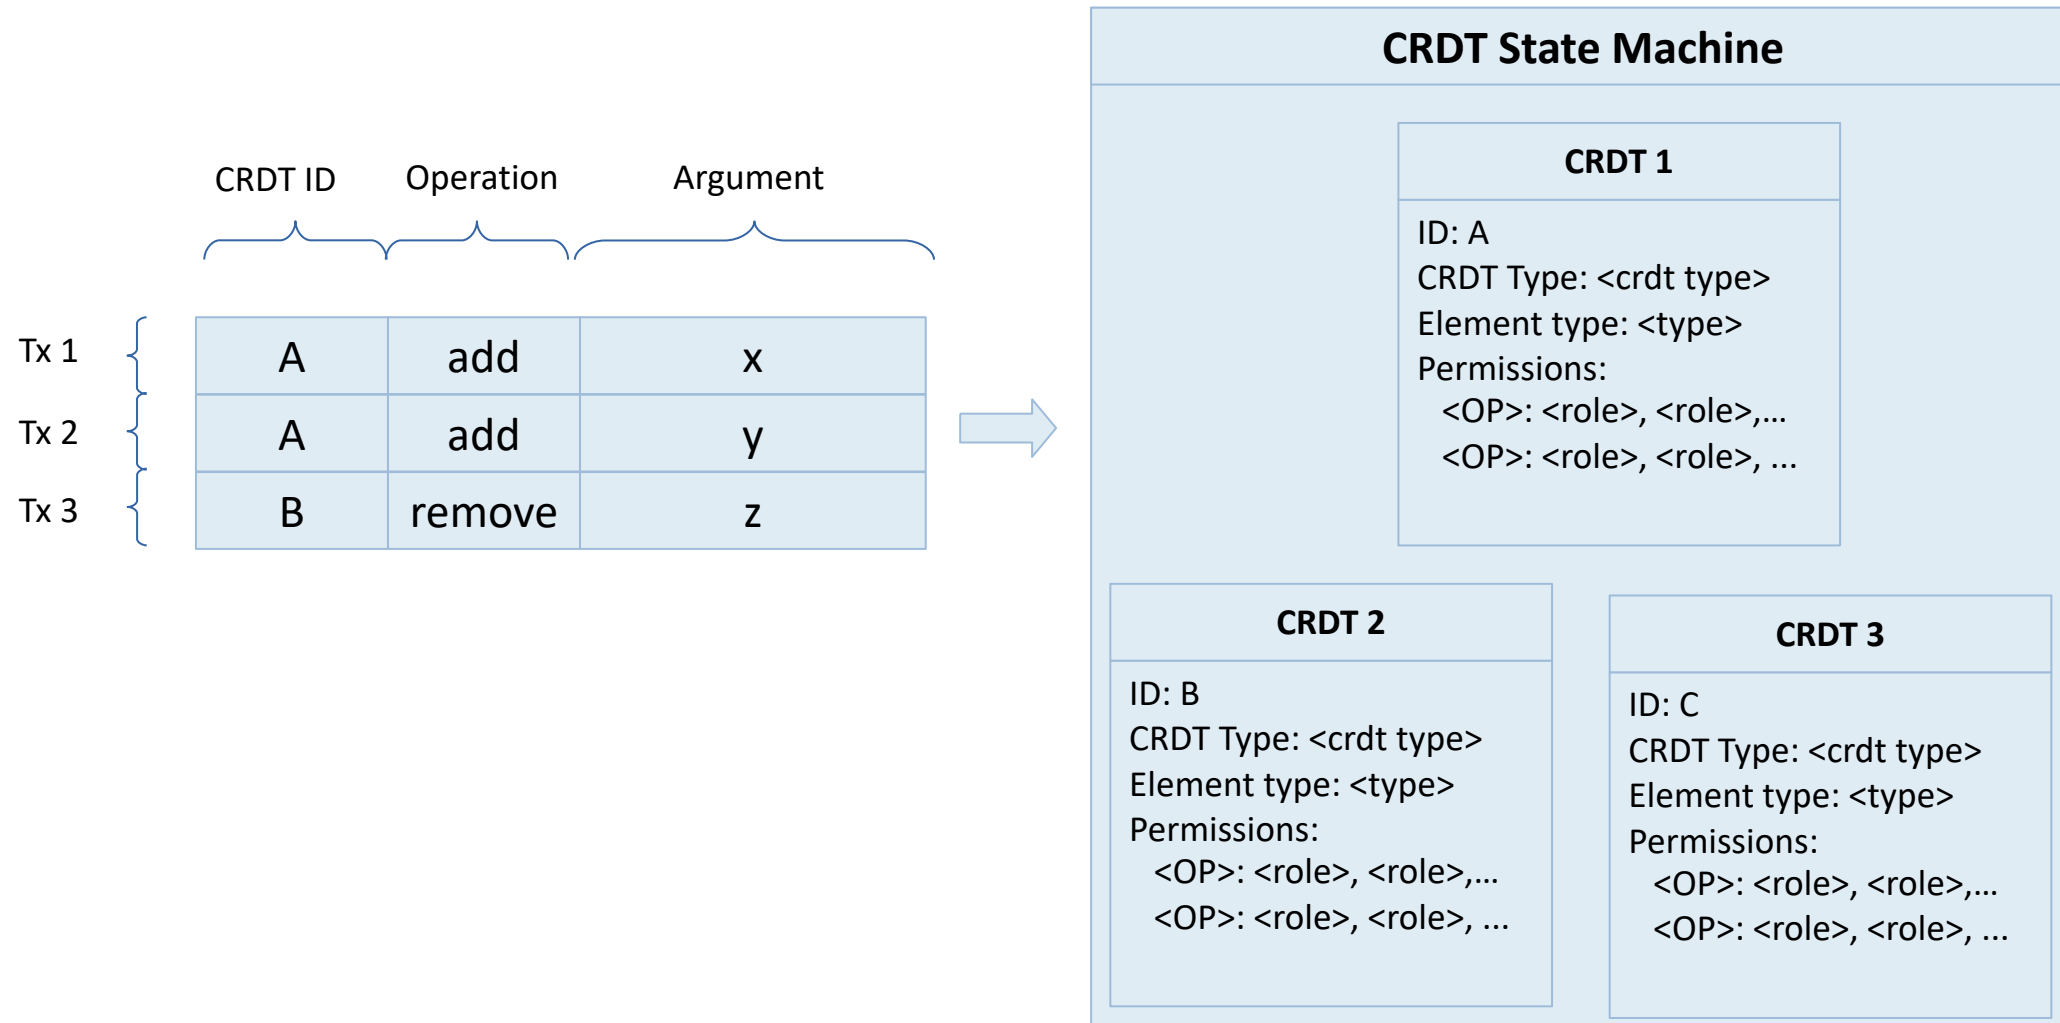 CRDT ID Operation Argument
Tx 1 A add x
Tx 2 A add y
Tx 3 B remove z
CRDT State Machine
CRDT 1
ID: A
CRDT Type: <crdt type>
Element type: <type>
Permissions:
<OP>: <role>, <role>,...
<OP>: <role>, <role>, ...
CRDT 2
ID: B
CRDT Type: <crdt type>
Element type: <type>
Permissions:
<OP>: <role>, <role>,...
<OP>: <role>, <role>, ...
CRDT 3
ID: C
CRDT Type: <crdt type>
Element type: <type>
Permissions:
<OP>: <role>, <role>,...
<OP>: <role>, <role>, ...